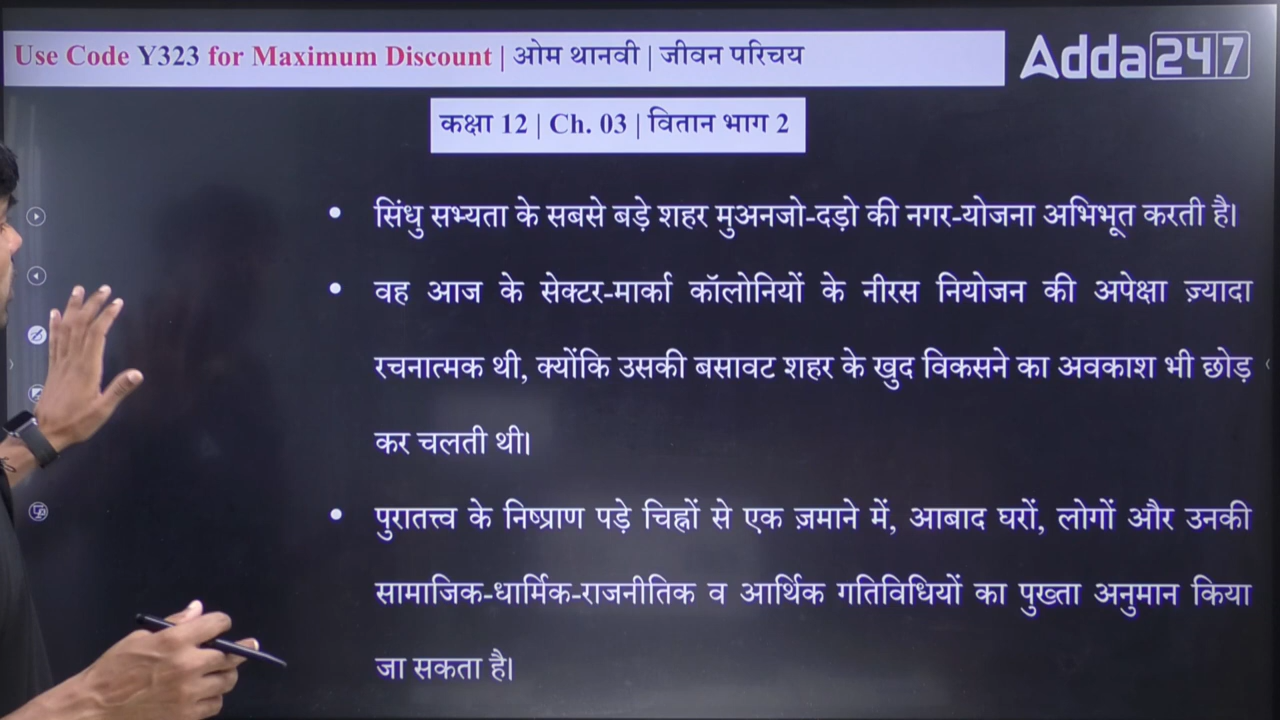 Use Code Y323 for Maximum Discount | ओम थानवी | जीवन परिचय
Adda247
कक्षा 12 | Ch. 03 | वितान भाग 2
• सिंधु सभ्यता के सबसे बड़े शहर मुअनजो-दड़ो की नगर-योजना अभिभूत करती है।
• वह आज के सेक्टर-मार्का कॉलोनियों के नीरस नियोजन की अपेक्षा ज़्यादा
रचनात्मक थी, क्योंकि उसकी बसावट शहर के खुद विकसने का अवकाश भी छोड़
कर चलती थी।
• पुरातत्त्व के निष्प्राण पड़े चिह्नों से एक ज़माने में, आबाद घरों, लोगों और उनकी
सामाजिक-धार्मिक-राजनीतिक व आर्थिक गतिविधियों का पुख्ता अनुमान किया
जा सकता है।